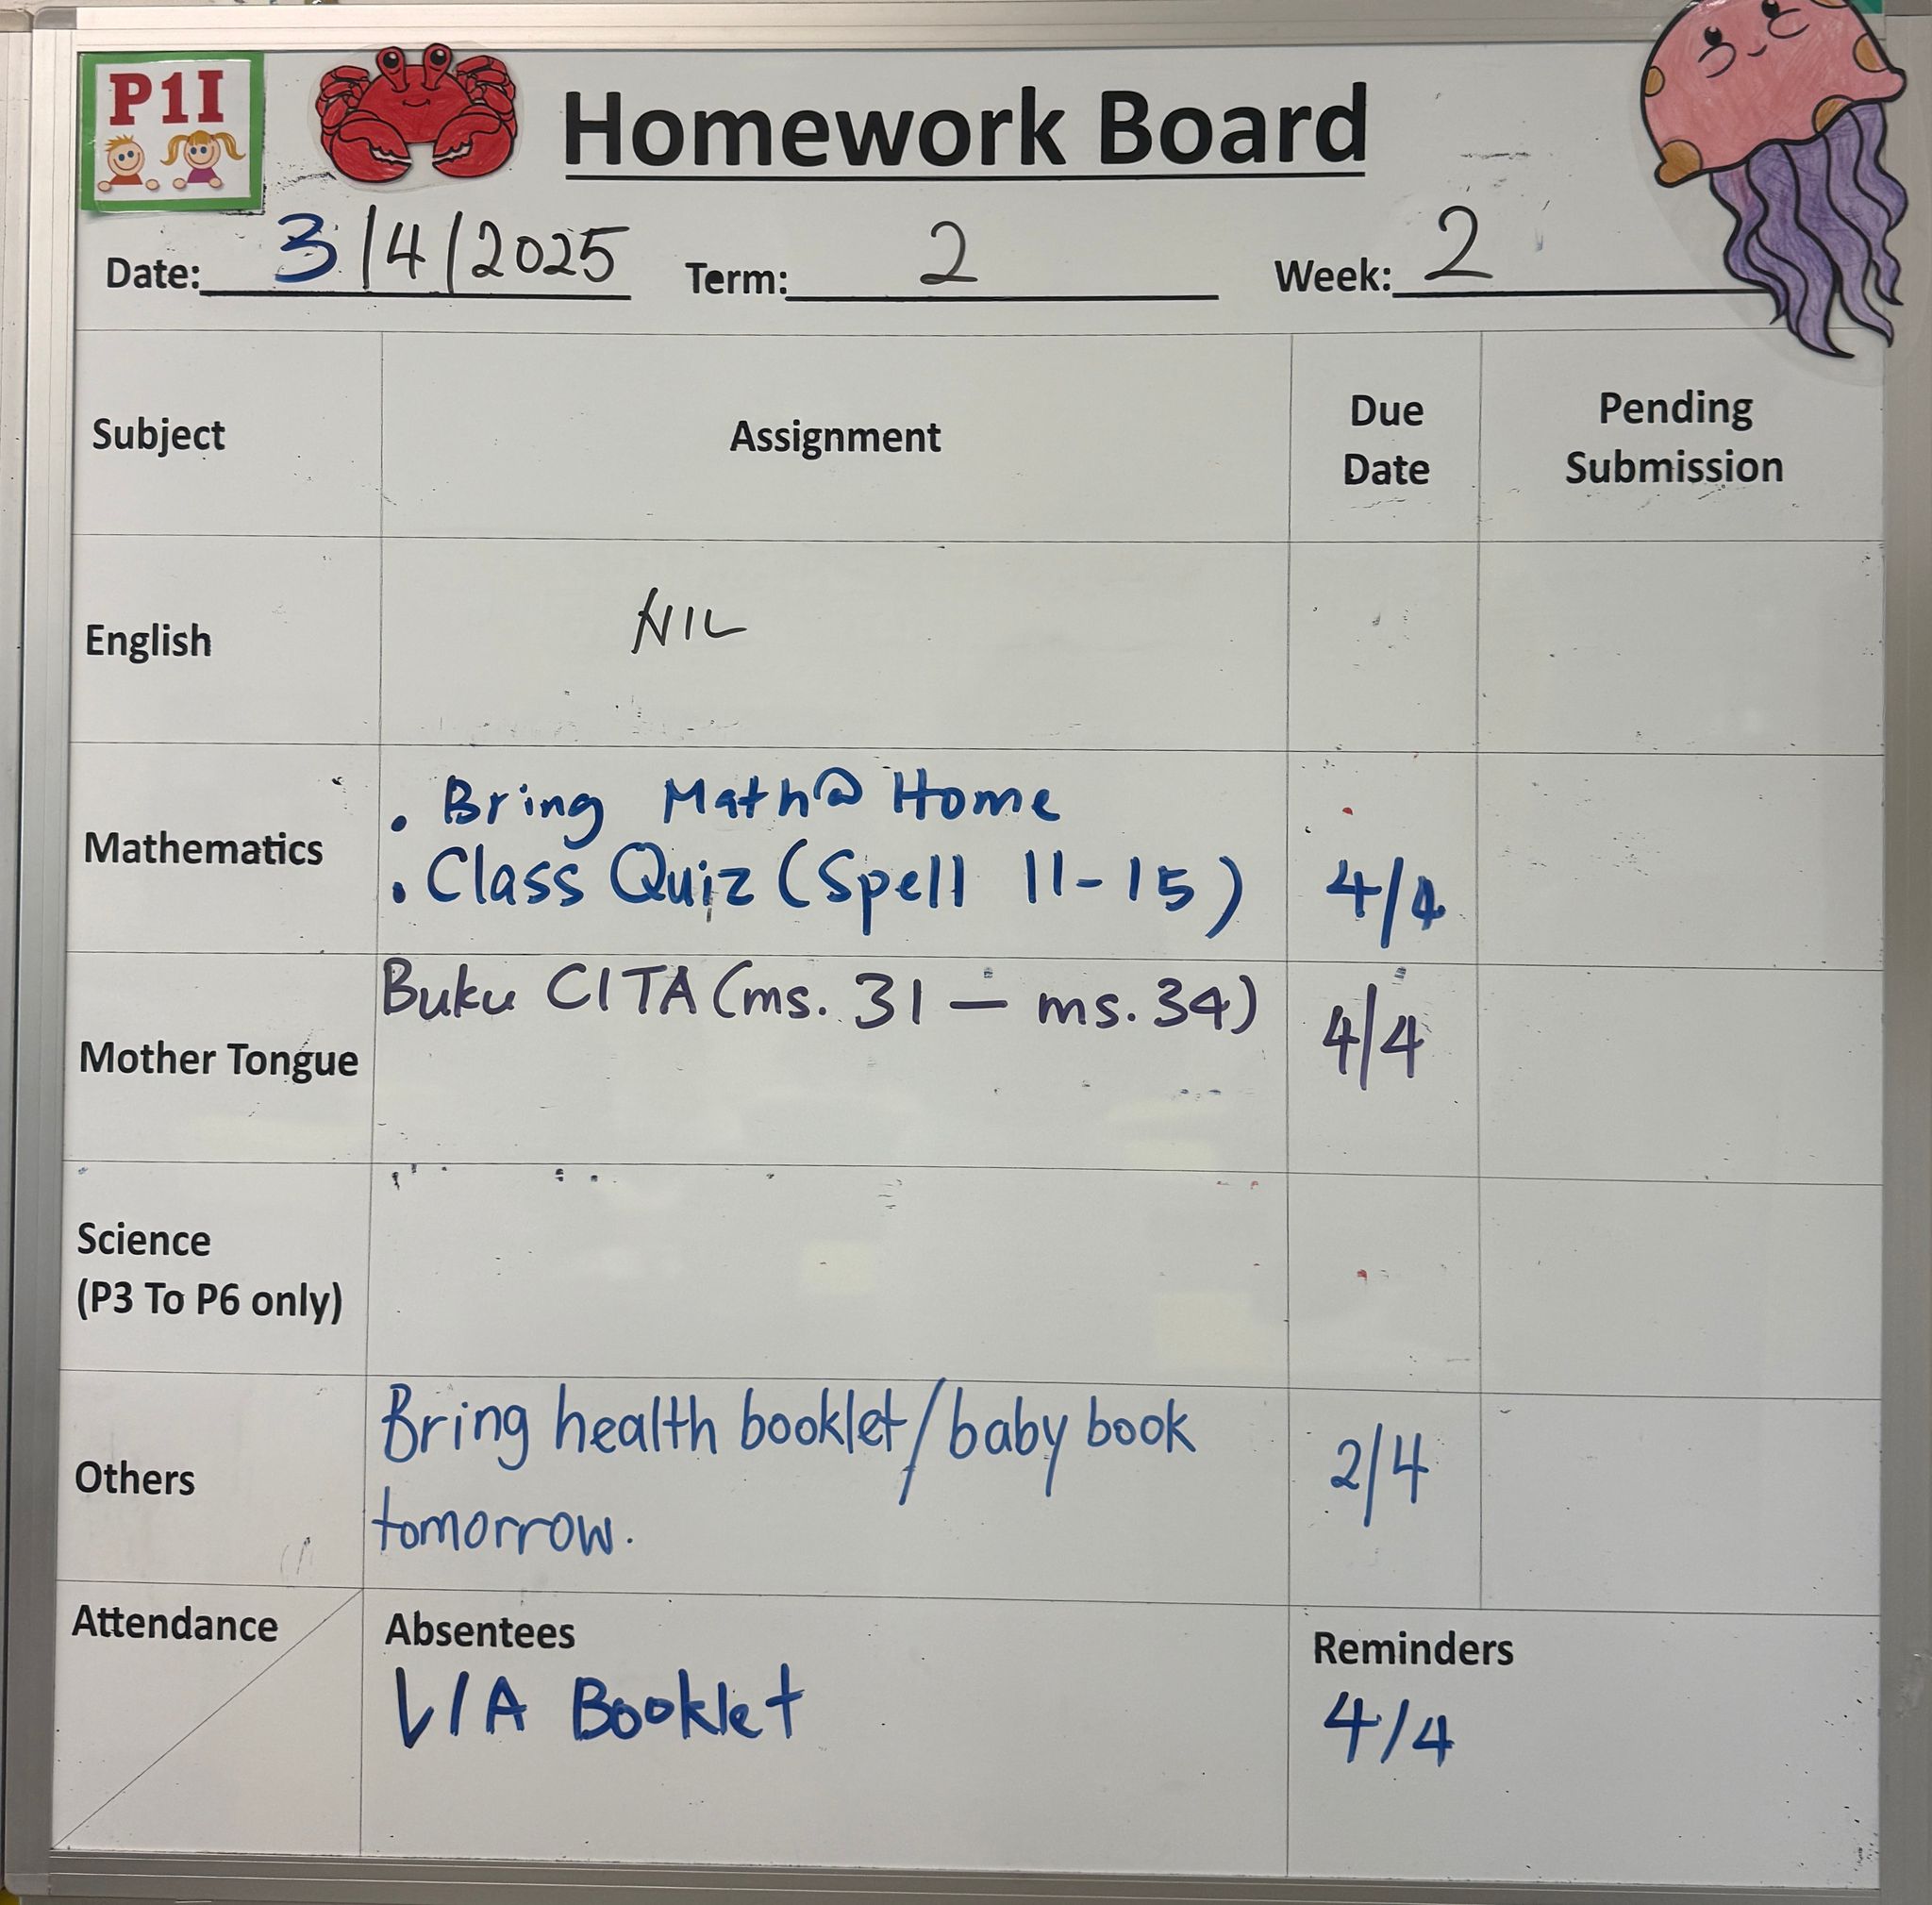 P1I
Homework Board
Date: 3/4/2025 Term: 2 Week: 2
Subject Assignment Due Date Pending Submission
English NIL
Mathematics
. Bring Math@Home
. Class Quiz (Spell 11-15) 4/4
Mother Tongue Buku CITA (ms. 31 – ms. 34) 4/4
Science
(P3 To P6 only)
Others
Bring health booklet/baby book
tomorrow.
2/4
Attendance Absentees Reminders
L/A Booklet 4/4